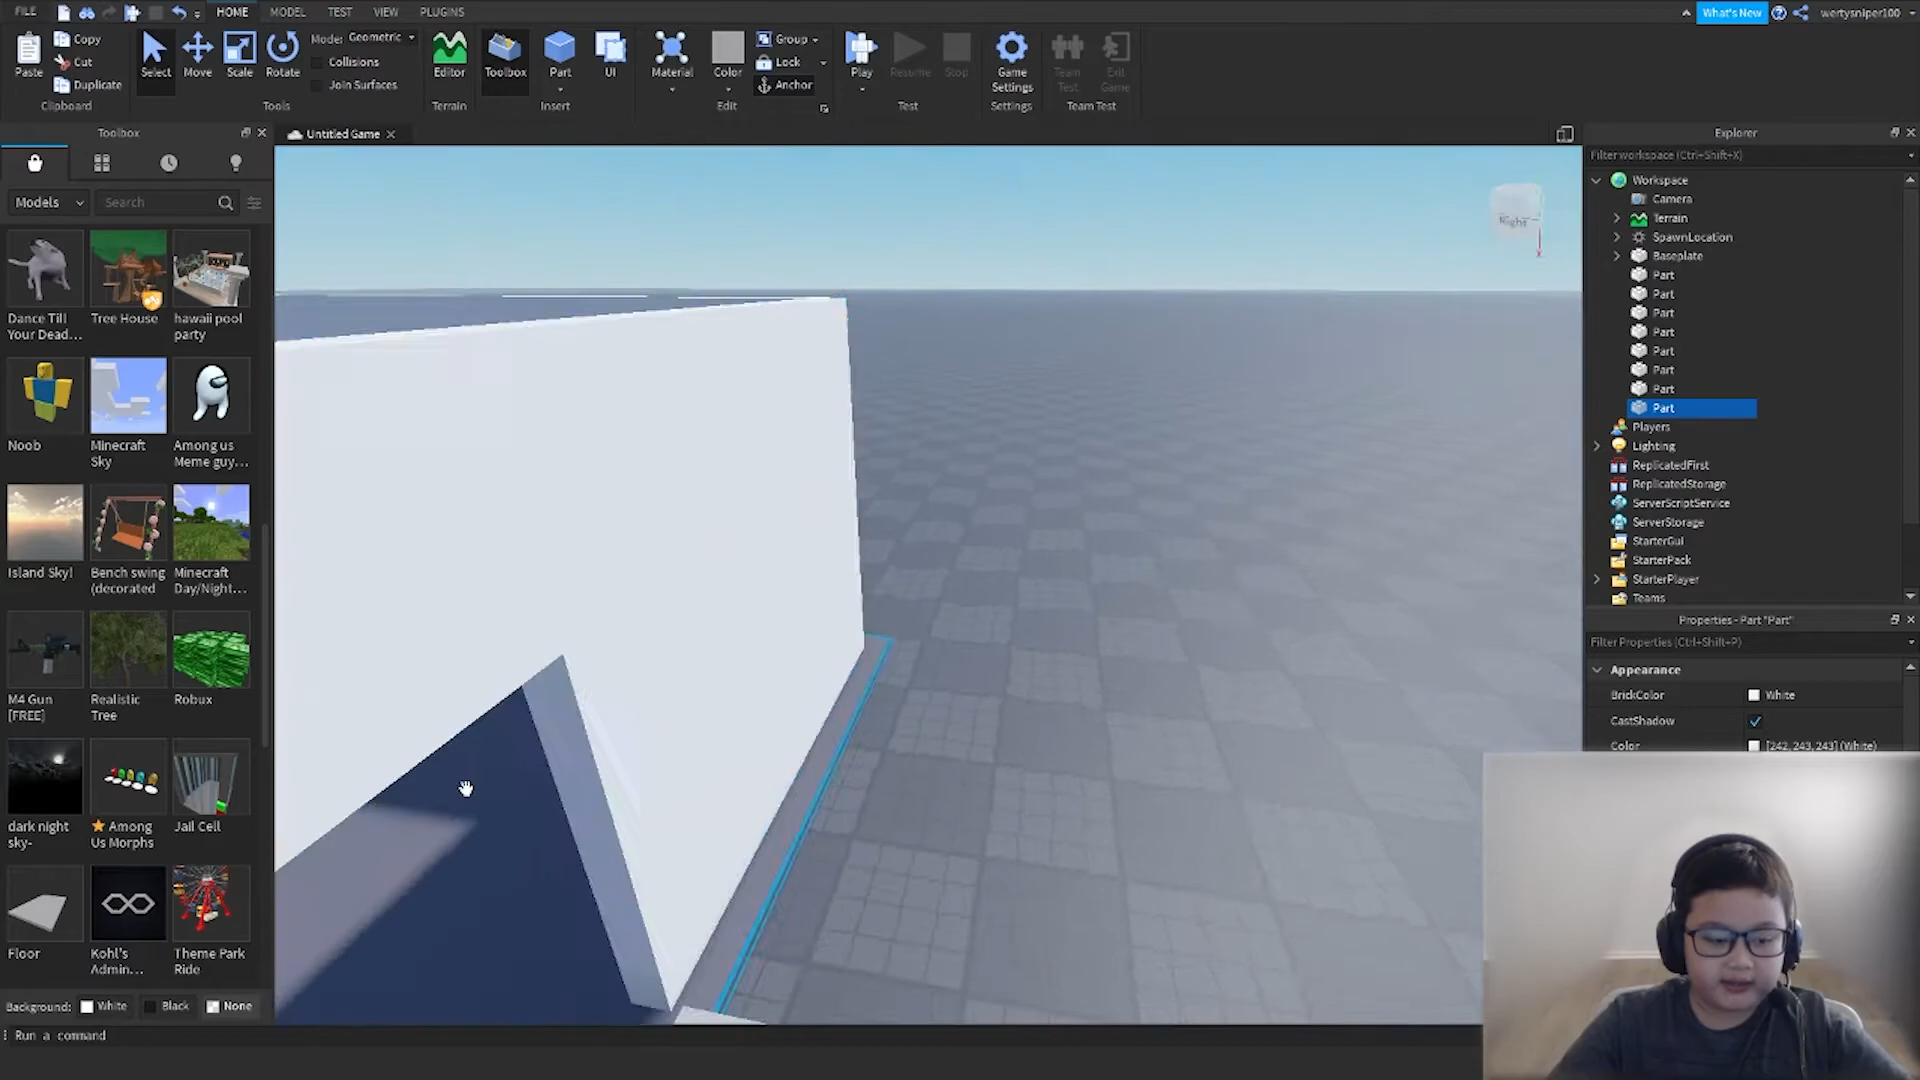 FILE HOME MODEL TEST VIEW PLUGINS What's New wertysniper100
Copy Mode: Geometric Group
Cut Collisions Lock
Paste Duplicate Select Move Scale Rotate Join Surfaces Editor Toolbox Part UI Material Color Anchor Play Resume Stop Game Settings Team Test Exit Game
Clipboard Tools Terrain Insert Edit Test Settings Team Test
Toolbox
Untitled Game
Models Search
Dance Till Your Dead...
Tree House
hawaii pool party
Noob
Minecraft Sky
Among us Meme guy...
Island Sky!
Bench swing (decorated
Minecraft Day/Night...
M4 Gun [FREE]
Realistic Tree
Robux
dark night sky-
Among Us Morphs
Jail Cell
Floor
Kohl's Admin...
Theme Park Ride
Background: White Black None
Run a command
Right
Explorer
Filter workspace (Ctrl+Shift+X)
Workspace
Camera
Terrain
SpawnLocation
Baseplate
Part
Part
Part
Part
Part
Part
Part
Part
Players
Lighting
ReplicatedFirst
ReplicatedStorage
ServerScriptService
ServerStorage
StarterGui
StarterPack
StarterPlayer
Teams
Properties - Part "Part"
Filter Properties (Ctrl+Shift+P)
Appearance
BrickColor White
CastShadow
Color [242, 243, 243] (White)